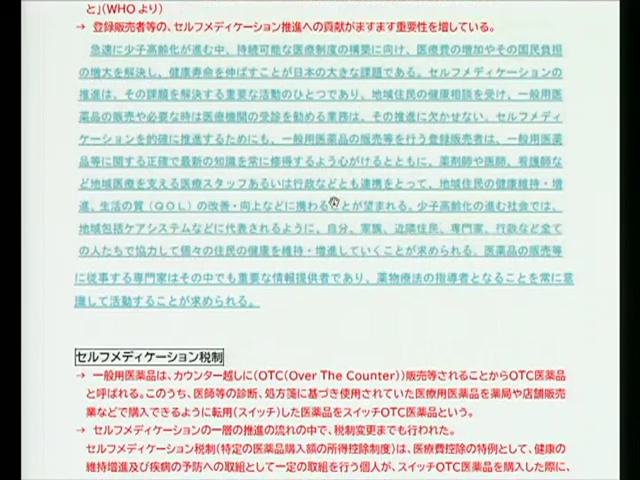 と」(WHO より)
→ 登録販売者等の、セルフメディケーション推進への貢献がますます重要性を増している。
急速に少子高齢化が進む中、持続可能な医療制度の構築に向け、医療費の増加やその国民負担
の増大を解決し、健康寿命を伸ばすことが日本の大きな課題である。セルフメディケーションの
推進は、その課題を解決する重要な活動のひとつであり、地域住民の健康相談を受け、一般用医
薬品の販売や必要な時は医療機関の受診を勧める業務は、その推進に欠かせない。セルフメディ
ケーションを的確に推進するためにも、一般用医薬品の販売等を行う登録販売者は、一般用医薬
品等に関する正確で最新の知識を常に修得するよう心がけるとともに、薬剤師や医師、看護師な
ど地域医療を支える医療スタッフあるいは行政などとも連携をとって、地域住民の健康維持・増
進、生活の質（ＱＯＬ）の改善・向上などに携わることが望まれる。少子高齢化の進む社会では、
地域包括ケアシステムなどに代表されるように、自分、家族、近隣住民、専門家、行政など全て
の人たちで協力して個々の住民の健康を維持・増進していくことが求められる。医薬品の販売等
に従事する専門家はその中でも重要な情報提供者であり、薬物療法の指導者となることを常に意
識して活動することが求められる。
セルフメディケーション税制
→ 一般用医薬品は、カウンター越しに(OTC(Over The Counter))販売等されることからOTC医薬品
と呼ばれる。このうち、医師等の診断、処方箋に基づき使用されていた医療用医薬品を薬局や店舗販売
業などで購入できるように転用(スイッチ)した医薬品をスイッチOTC医薬品という。
→ セルフメディケーションの一層の推進の流れの中で、税制変更までも行われた。
セルフメディケーション税制(特定の医薬品購入額の所得控除制度)は、医療費控除の特例として、健康の
維持増進及び疾病の予防への取組として一定の取組を行う個人が、スイッチOTC医薬品を購入した際に、